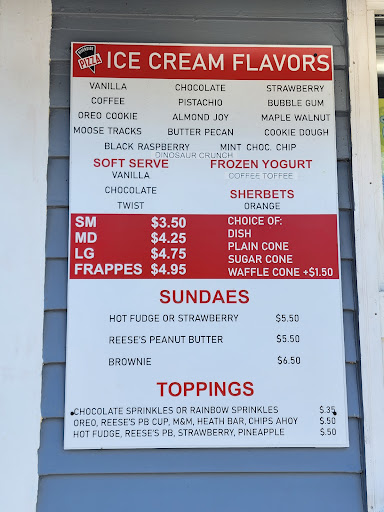 PIZZA ICE CREAM FLAVORS
VANILLA CHOCOLATE STRAWBERRY
COFFEE PISTACHIO BUBBLE GUM
OREO COOKIE ALMOND JOY MAPLE WALNUT
MOOSE TRACKS BUTTER PECAN COOKIE DOUGH
BLACK RASPBERRY MINT CHOC. CHIP
DINOSAUR CRUNCH
SOFT SERVE FROZEN YOGURT
VANILLA COFFEE TOFFEE
CHOCOLATE SHERBETS
TWIST ORANGE
SM $3.50 CHOICE OF:
MD $4.25 DISH
LG $4.75 PLAIN CONE
SUGAR CONE
FRAPPES $4.95 WAFFLE CONE +$1.50
SUNDAES
HOT FUDGE OR STRAWBERRY $5.50
REESE'S PEANUT BUTTER $5.50
BROWNIE $6.50
TOPPINGS
CHOCOLATE SPRINKLES OR RAINBOW SPRINKLES $.35
OREO, REESE'S PB CUP, M&M, HEATH BAR, CHIPS AHOY $.50
HOT FUDGE, REESE'S PB, STRAWBERRY, PINEAPPLE $.50